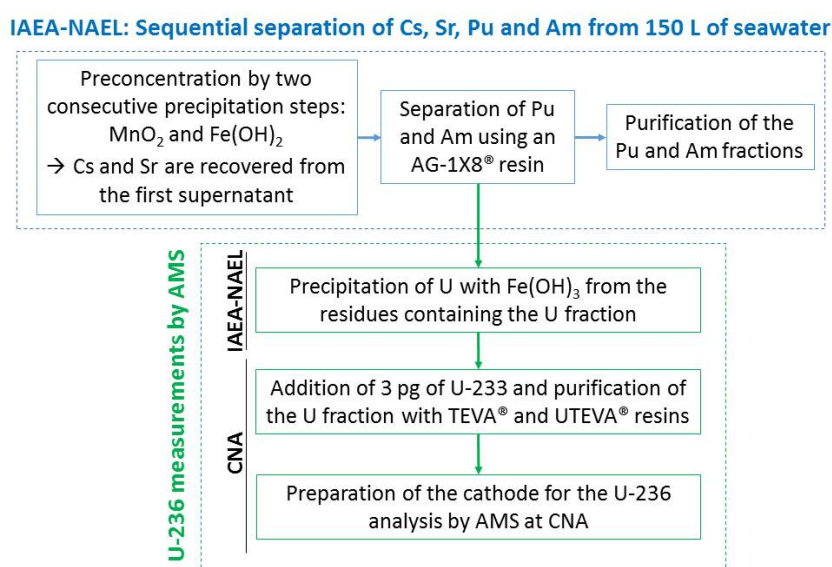 IAEA-NAEL: Sequential separation of Cs, Sr, Pu and Am from 150 L of seawater
Preconcentration by two
consecutive precipitation steps:
MnO₂ and Fe(OH)₂
→ Cs and Sr are recovered from
the first supernatant
Separation of Pu
and Am using an
AG-1X8® resin
Purification of the
Pu and Am fractions
U-236 measurements by AMS
IAEA-NAEL
Precipitation of U with Fe(OH)₃ from the
residues containing the U fraction
CNA
Addition of 3 pg of U-233 and purification of
the U fraction with TEVA® and UTEVA® resins
Preparation of the cathode for the U-236
analysis by AMS at CNA